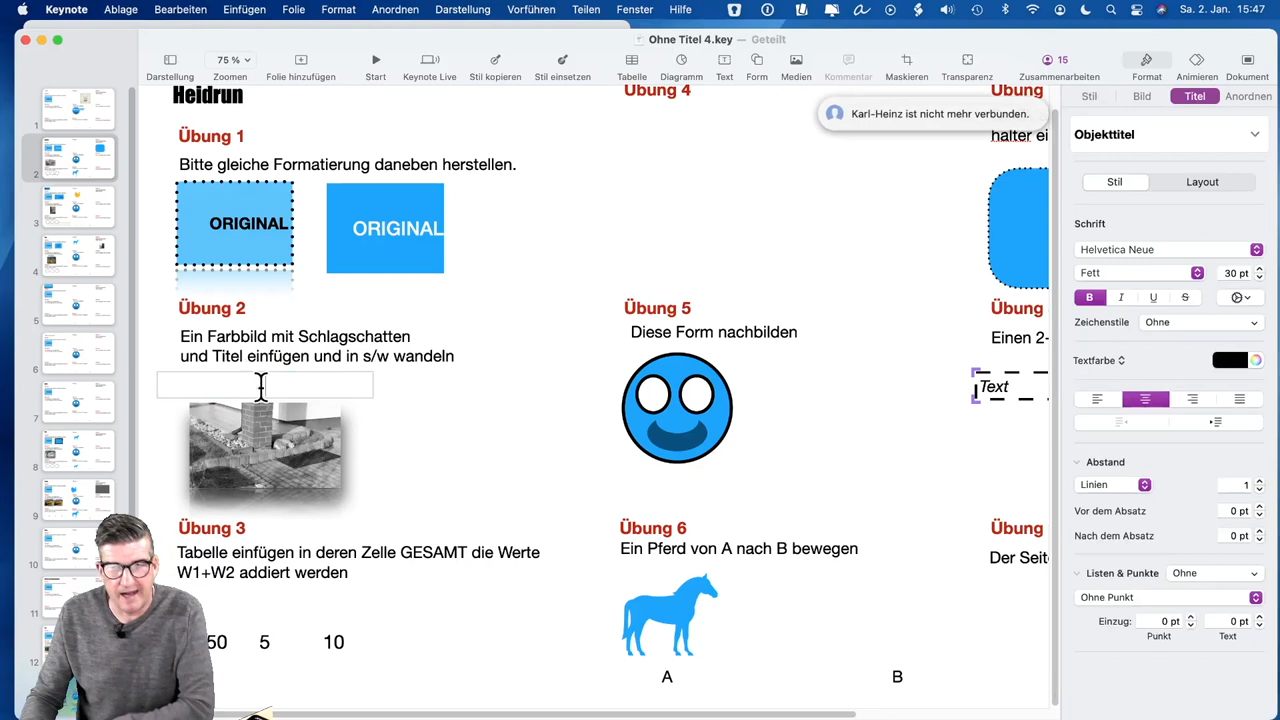 Keynote Ablage Bearbeiten Einfügen Folie Format Anordnen Darstellung Vorführen Teilen Fenster Hilfe
Sa. 2. Jan. 15:47
Ohne Titel 4.key — Geteilt
75 %
15
Darstellung Zoomen Folie hinzufügen Start Keynote Live Stil kopieren Stil einsetzen Tabelle Diagramm Text Form Medien Kommentar Maskieren Transparenz Zusammenarbeiten Format Animieren Dokument
Stil Bild Titel Anordnen
Heidrun
Übung 4
Übung
Karl-Heinz ist nicht mehr verbunden.
halter ei
Übung 1
Bitte gleiche Formatierung daneben herstellen.
ORIGINAL
ORIGINAL
Übung 2
Ein Farbbild mit Schlagschatten
und Titel einfügen und in s/w wandeln
Übung 5
Diese Form nachbilden
Übung
Einen 2-
Text
Übung 3
Tabelle einfügen in deren Zelle GESAMT die Werte
W1+W2 addiert werden
50 5 10
Übung 6
Ein Pferd von A nach B bewegen
A B
Übung
Der Seit
1
2
3
4
5
6
7
8
9
10
11
12
Objekttitel
Stil Layout
Schrift
Helvetica Neue
Fett 30 pt
B I U S
Zeichenstile Ohne
Textfarbe
Abstand
Linien 1
Vor dem Absatz 0 pt
Nach dem Absatz 0 pt
Listen & Punkte Ohne
Ohne Punkt
Einzug: 0 pt 0 pt
Punkt Text